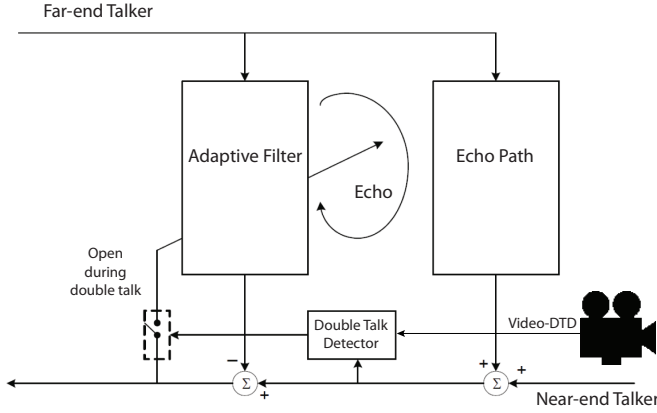 Far-end Talker
Adaptive Filter
Echo Path
Echo
Open
during
double talk
Double Talk
Detector
Video-DTD
−
Σ
+
+
Σ
+
Near-end Talker